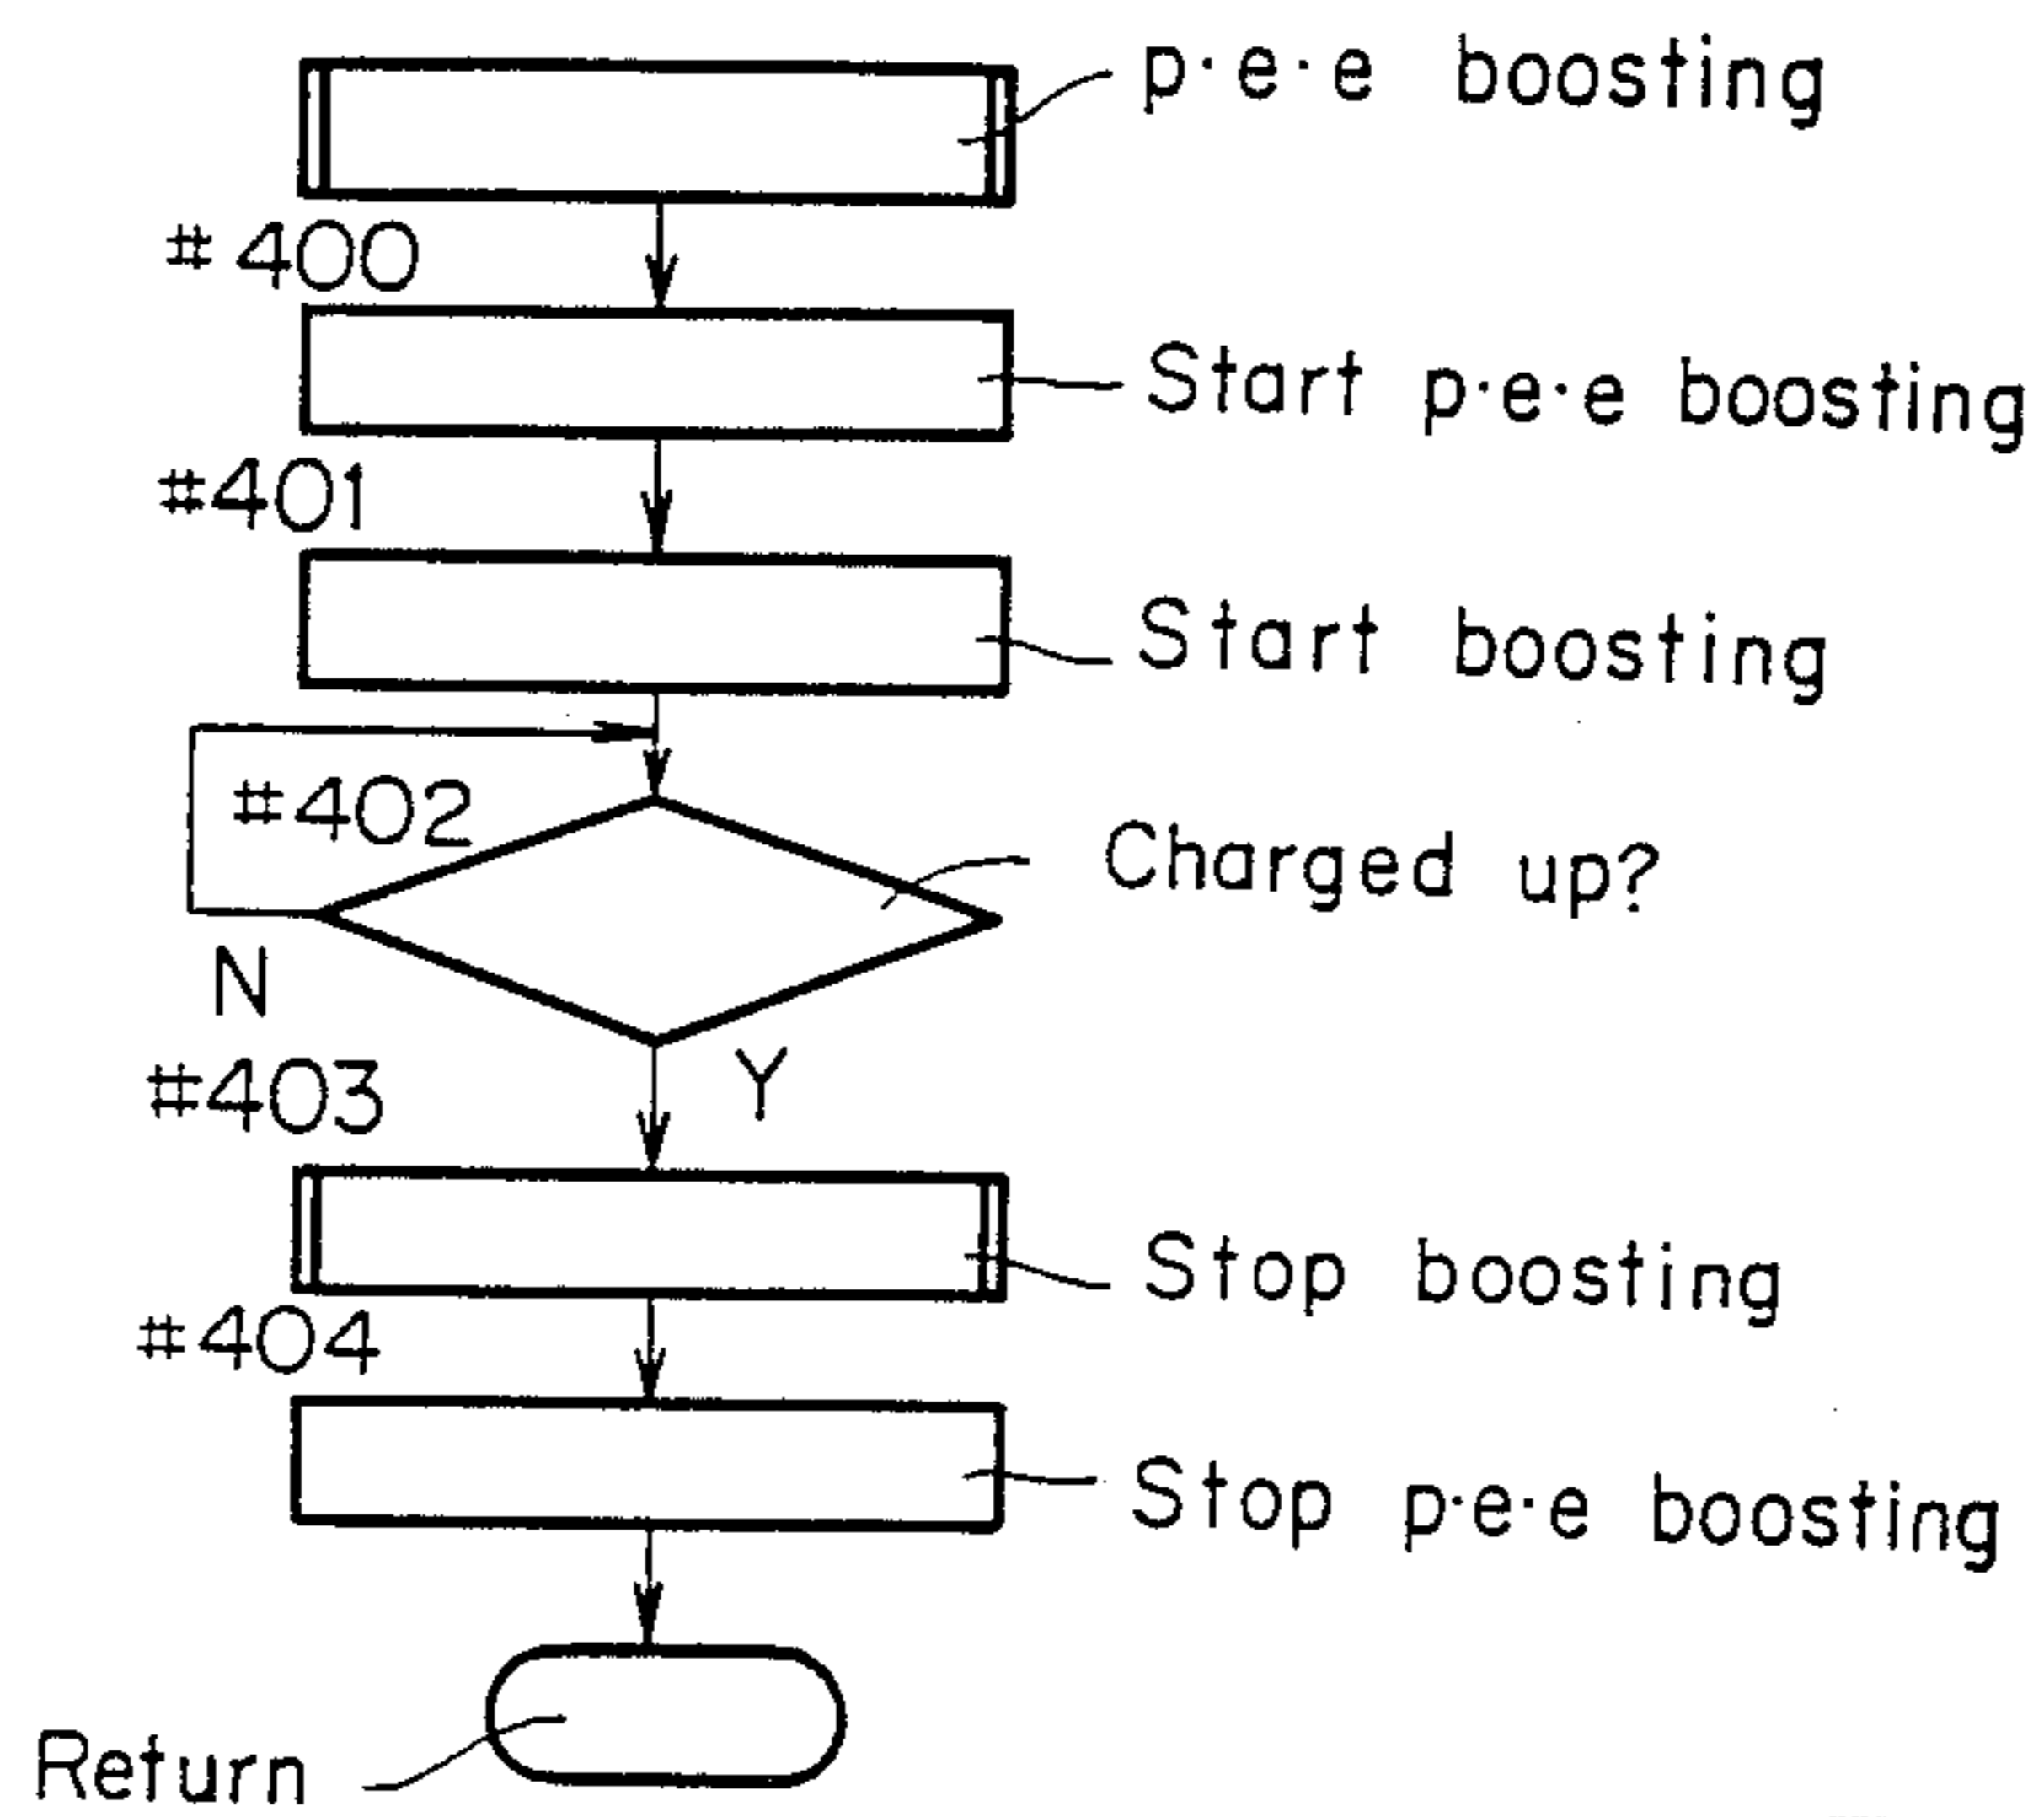 p·e·e boosting
#400
Start p·e·e boosting
#401
Start boosting
#402
Charged up?
N
#403
Y
Stop boosting
#404
Stop p·e·e boosting
Return